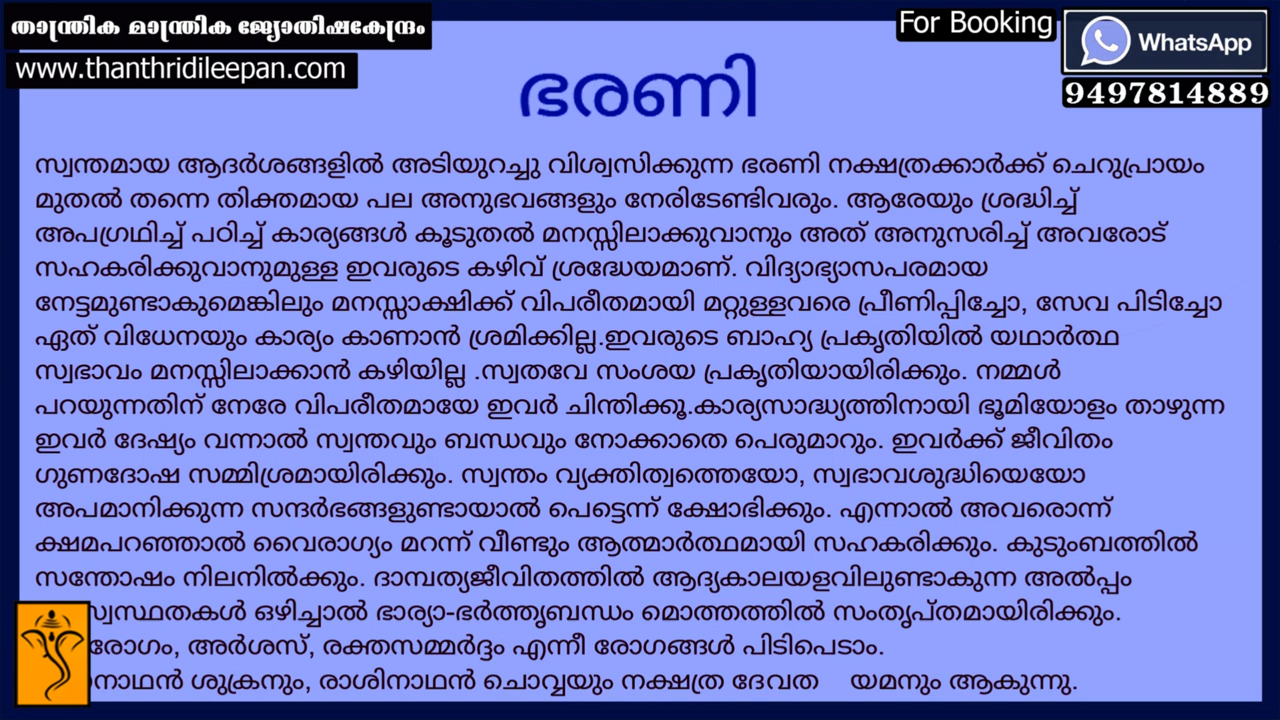 താന്ത്രിക മാന്ത്രിക ജ്യോതിഷകേന്ദ്രം
www.thanthridileepan.com
For Booking
WhatsApp
9497814889
ഭരണി
സ്വന്തമായ ആദർശങ്ങളിൽ അടിയുറച്ചു വിശ്വസിക്കുന്ന ഭരണി നക്ഷത്രക്കാർക്ക് ചെറുപ്രായം
മുതൽ തന്നെ തിക്തമായ പല അനുഭവങ്ങളും നേരിടേണ്ടിവരും. ആരേയും ശ്രദ്ധിച്ച്
അപഗ്രഥിച്ച് പഠിച്ച് കാര്യങ്ങൾ കൂടുതൽ മനസ്സിലാക്കുവാനും അത് അനുസരിച്ച് അവരോട്
സഹകരിക്കുവാനുമുള്ള ഇവരുടെ കഴിവ് ശ്രദ്ധേയമാണ്. വിദ്യാഭ്യാസപരമായ
നേട്ടമുണ്ടാകുമെങ്കിലും മനസ്സാക്ഷിക്ക് വിപരീതമായി മറ്റുള്ളവരെ പ്രീണിപ്പിച്ചോ, സേവ പിടിച്ചോ
ഏത് വിധേനയും കാര്യം കാണാൻ ശ്രമിക്കില്ല.ഇവരുടെ ബാഹ്യ പ്രകൃതിയിൽ യഥാർത്ഥ
സ്വഭാവം മനസ്സിലാക്കാൻ കഴിയില്ല .സ്വതവേ സംശയ പ്രകൃതിയായിരിക്കും. നമ്മൾ
പറയുന്നതിന് നേരേ വിപരീതമായേ ഇവർ ചിന്തിക്കൂ.കാര്യസാദ്ധ്യത്തിനായി ഭൂമിയോളം താഴുന്ന
ഇവർ ദേഷ്യം വന്നാൽ സ്വന്തവും ബന്ധവും നോക്കാതെ പെരുമാറും. ഇവർക്ക് ജീവിതം
ഗുണദോഷ സമ്മിശ്രമായിരിക്കും. സ്വന്തം വ്യക്തിത്വത്തെയോ, സ്വഭാവശുദ്ധിയെയോ
അപമാനിക്കുന്ന സന്ദർഭങ്ങളുണ്ടായാൽ പെട്ടെന്ന് ക്ഷോഭിക്കും. എന്നാൽ അവരൊന്ന്
ക്ഷമപറഞ്ഞാൽ വൈരാഗ്യം മറന്ന് വീണ്ടും ആത്മാർത്ഥമായി സഹകരിക്കും. കുടുംബത്തിൽ
സന്തോഷം നിലനിൽക്കും. ദാമ്പത്യജീവിതത്തിൽ ആദ്യകാലയളവിലുണ്ടാകുന്ന അൽപ്പം
സ്വസ്ഥതകൾ ഒഴിച്ചാൽ ഭാര്യാ-ഭർത്തൃബന്ധം മൊത്തത്തിൽ സംതൃപ്തമായിരിക്കും.
രോഗം, അർശസ്, രക്തസമ്മർദ്ദം എന്നീ രോഗങ്ങൾ പിടിപെടാം.
നാഥൻ ശുക്രനും, രാശിനാഥൻ ചൊവ്വയും നക്ഷത്ര ദേവത യമനും ആകുന്നു.